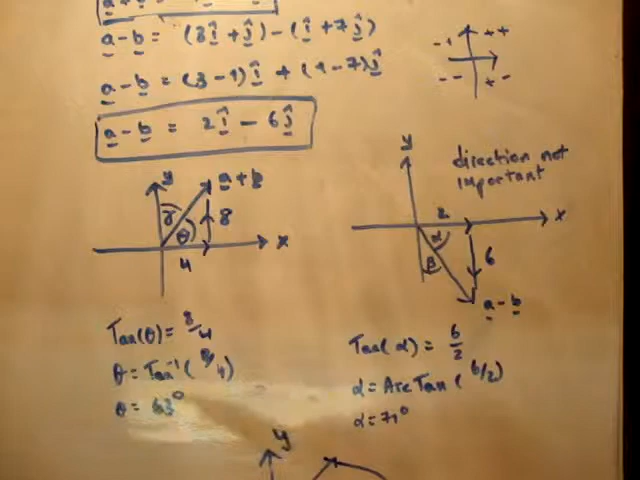 a + b =
a - b = (3î + ĵ) - (î + 7ĵ)
a - b = (3-1)î + (1-7)ĵ
a - b = 2î - 6ĵ
-+ ++
-- +-
y
a + b
γ
θ
8
x
4
direction not
important
y
2
x
α
β
6
a - b
Tan(θ) = 8/4
θ = Tan⁻¹(8/4)
θ = 63°
Tan(α) = 6/2
α = ArcTan(6/2)
α = 71°
y